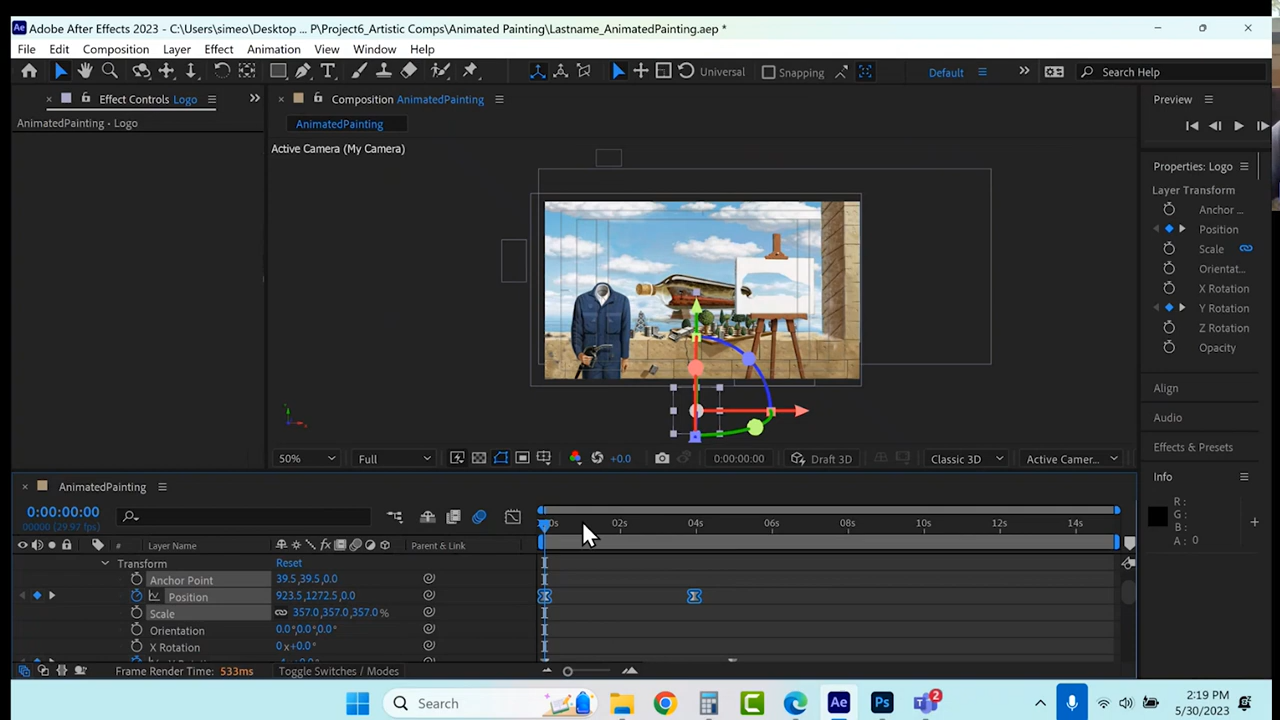 Ae Adobe After Effects 2023 - C:\Users\simeo\Desktop ... P\Project6_Artistic Comps\Animated Painting\Lastname_AnimatedPainting.aep *
File Edit Composition Layer Effect Animation View Window Help
Universal Snapping Default Search Help
Effect Controls Logo
Composition AnimatedPainting
Preview
AnimatedPainting • Logo
AnimatedPainting
Active Camera (My Camera)
Properties: Logo
Layer Transform
Anchor ...
Position
Scale
Orientat...
X Rotation
Y Rotation
Z Rotation
Opacity
Align
Audio
Effects & Presets
50% Full +0.0 0:00:00:00 Draft 3D Classic 3D Active Camer...
Info
R :
G :
B :
A : 0
AnimatedPainting
0:00:00:00
00000 (29.97 fps)
02s 04s 06s 08s 10s 12s 14s
# Layer Name Parent & Link
Transform Reset
Anchor Point 39.5,39.5,0.0
Position 923.5,1272.5,0.0
Scale 357.0,357.0,357.0 %
Orientation 0.0°,0.0°,0.0°
X Rotation 0 x+0.0°
Frame Render Time: 533ms Toggle Switches / Modes
Search
Ae Ps 2
2:19 PM
5/30/2023